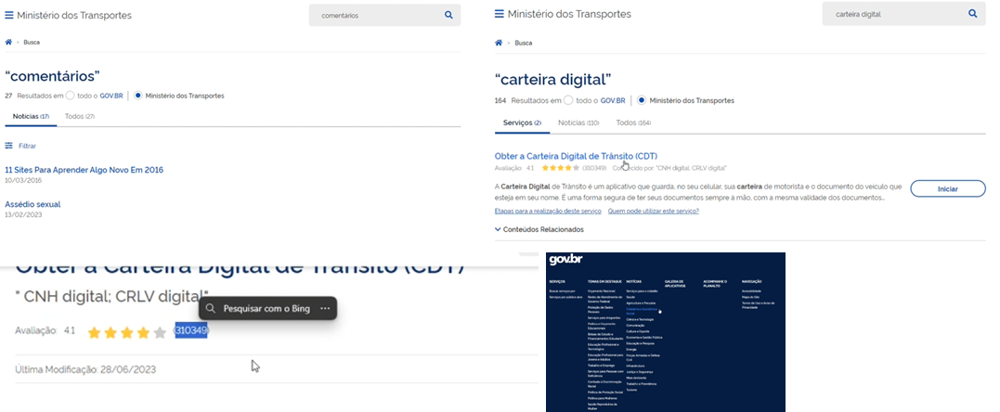 Ministério dos Transportes
comentários
Busca
“comentários”
27 Resultados em todo o GOV.BR Ministério dos Transportes
Notícias (17) Todos (27)
Filtrar
11 Sites Para Aprender Algo Novo Em 2016
10/03/2016
Assédio sexual
13/02/2023
Ministério dos Transportes
carteira digital
Busca
“carteira digital”
164 Resultados em todo o GOV.BR Ministério dos Transportes
Serviços (2) Notícias (110) Todos (164)
Obter a Carteira Digital de Trânsito (CDT)
Avaliação: 4.1 (310349) Conhecido por: "CNH digital, CRLV digital"
A Carteira Digital de Trânsito é um aplicativo que guarda, no seu celular, sua carteira de motorista e o documento do veículo que
esteja em seu nome. É uma forma segura de ter seus documentos sempre à mão, com a mesma validade dos documentos...
Iniciar
Etapas para a realização deste serviço Quem pode utilizar este serviço?
Conteúdos Relacionados
Obter a Carteira Digital de Trânsito (CDT)
" CNH digital; CRLV digital"
Pesquisar com o Bing ...
Avaliação: 4.1 (310349)
Última Modificação: 28/06/2023
gov.br
SERVIÇOS
Buscar serviços por
Serviços por público alvo
TEMAS EM DESTAQUE
Orçamento Nacional
Redes de Atendimento do
Governo Federal
Proteção de Dados
Pessoais
Serviços para Imigrantes
Política e Orçamento
Educacionais
Bolsas de Estudo e
Financiamento Estudantil
Educação Profissional e
Tecnológica
Educação Profissional para
Jovens e Adultos
Trabalho e Emprego
Serviços para Pessoas com
Deficiência
Combate à Discriminação
Racial
Política de Proteção Social
Política para Mulheres
Saúde Reprodutiva da
Mulher
NOTÍCIAS
Serviços para o cidadão
Saúde
Agricultura e Pecuária
Cidadania e Assistência
Social
Ciência e Tecnologia
Comunicação
Cultura e Esporte
Economia e Gestão Pública
Educação e Pesquisa
Energia
Forças Armadas e Defesa
Civil
Infraestrutura
Justiça e Segurança
Meio Ambiente
Trabalho e Previdência
Turismo
GALERIA DE
APLICATIVOS
ACOMPANHE O
PLANALTO
NAVEGAÇÃO
Acessibilidade
Mapa do Site
Termo de Uso e Aviso de
Privacidade